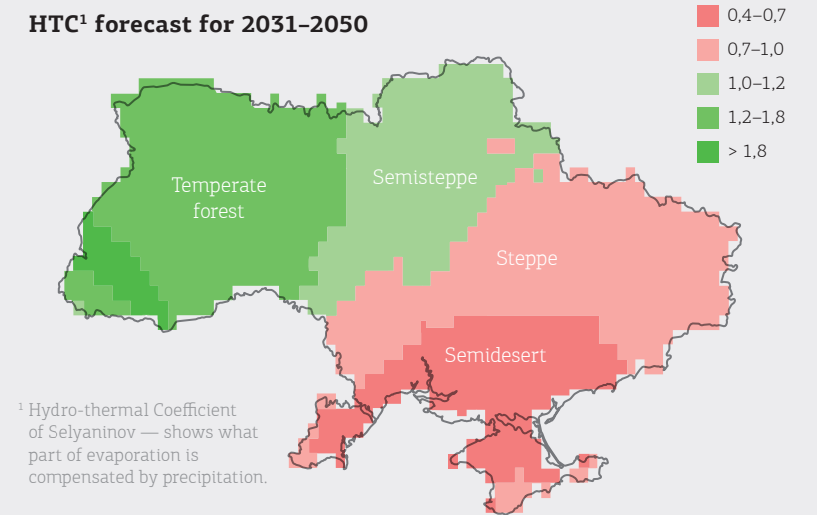 HTC¹ forecast for 2031–2050
0,4–0,7
0,7–1,0
1,0–1,2
1,2–1,8
> 1,8
Temperate
forest
Semisteppe
Steppe
Semidesert
¹ Hydro-thermal Coefficient
of Selyaninov — shows what
part of evaporation is
compensated by precipitation.